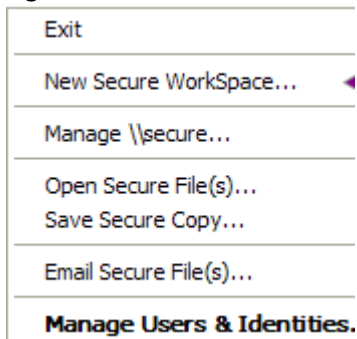 Exit
New Secure WorkSpace...
Manage \\secure...
Open Secure File(s)...
Save Secure Copy...
Email Secure File(s)...
Manage Users & Identities.